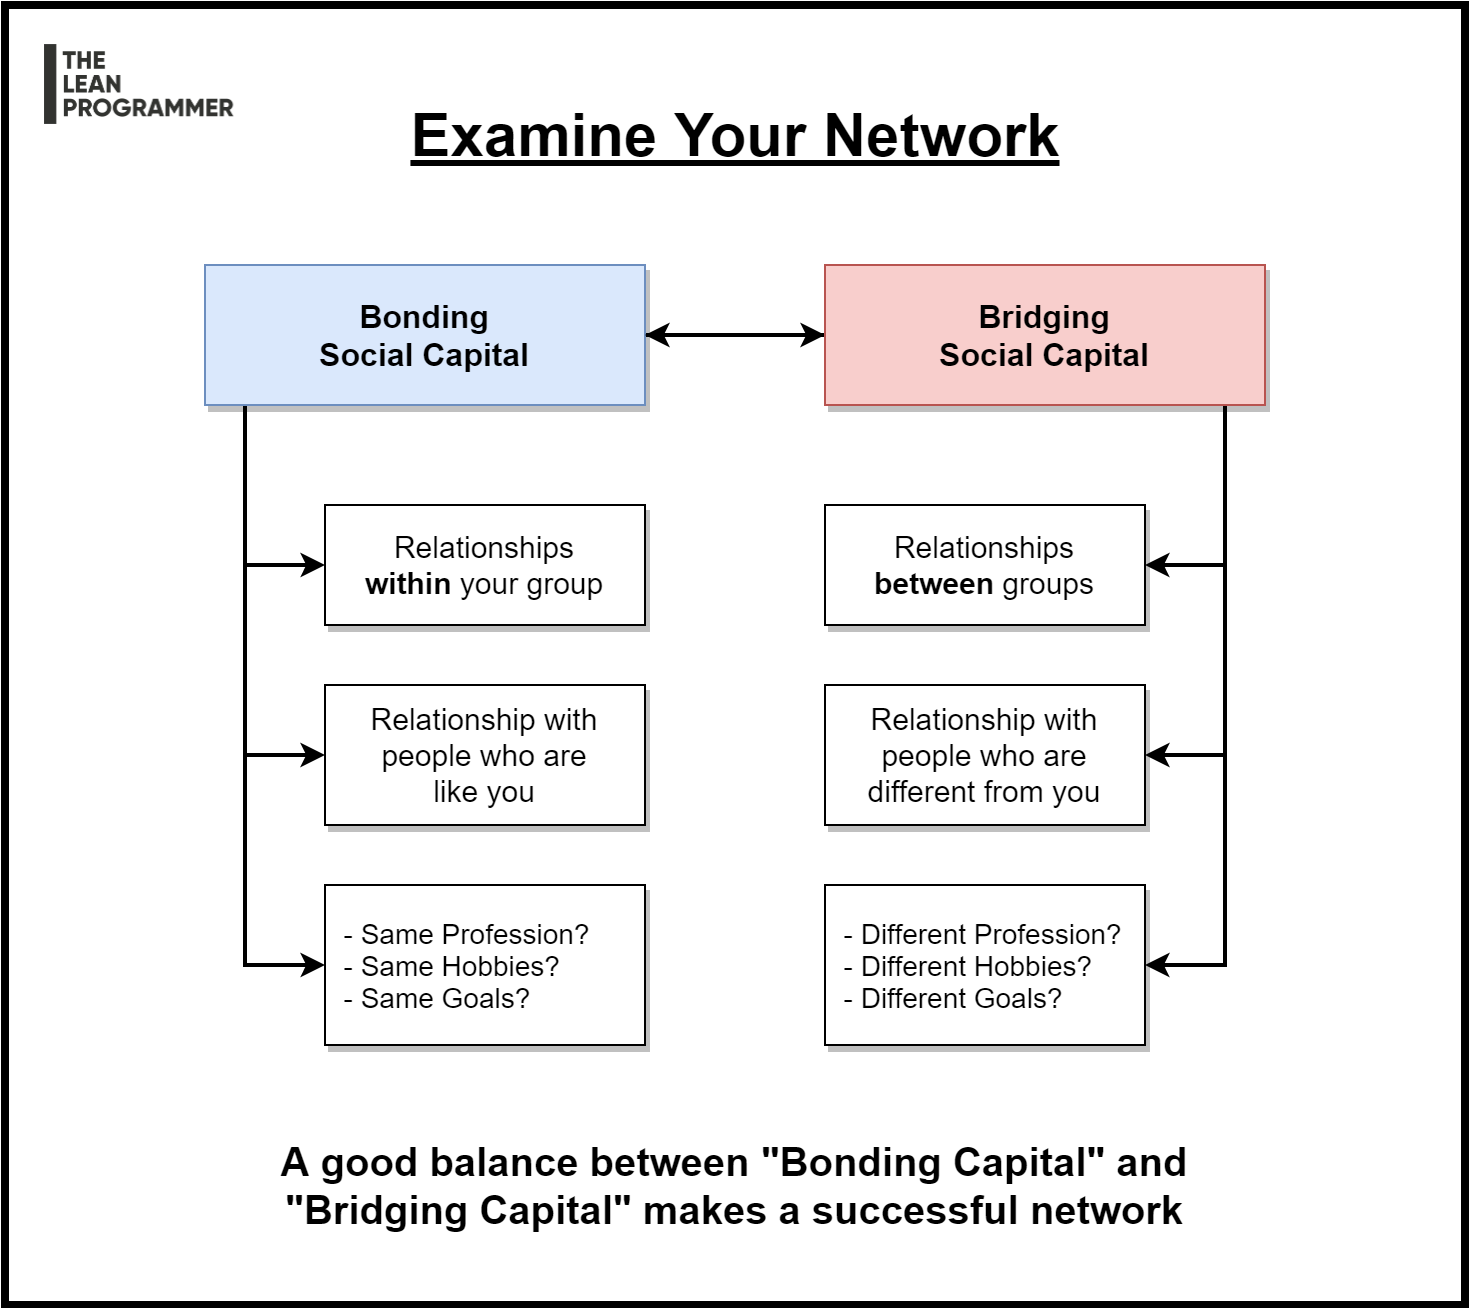 THE
LEAN
PROGRAMMER
Examine Your Network
Bonding
Social Capital
Bridging
Social Capital
Relationships
within your group
Relationships
between groups
Relationship with
people who are
like you
Relationship with
people who are
different from you
- Same Profession?
- Same Hobbies?
- Same Goals?
- Different Profession?
- Different Hobbies?
- Different Goals?
A good balance between "Bonding Capital" and
"Bridging Capital" makes a successful network